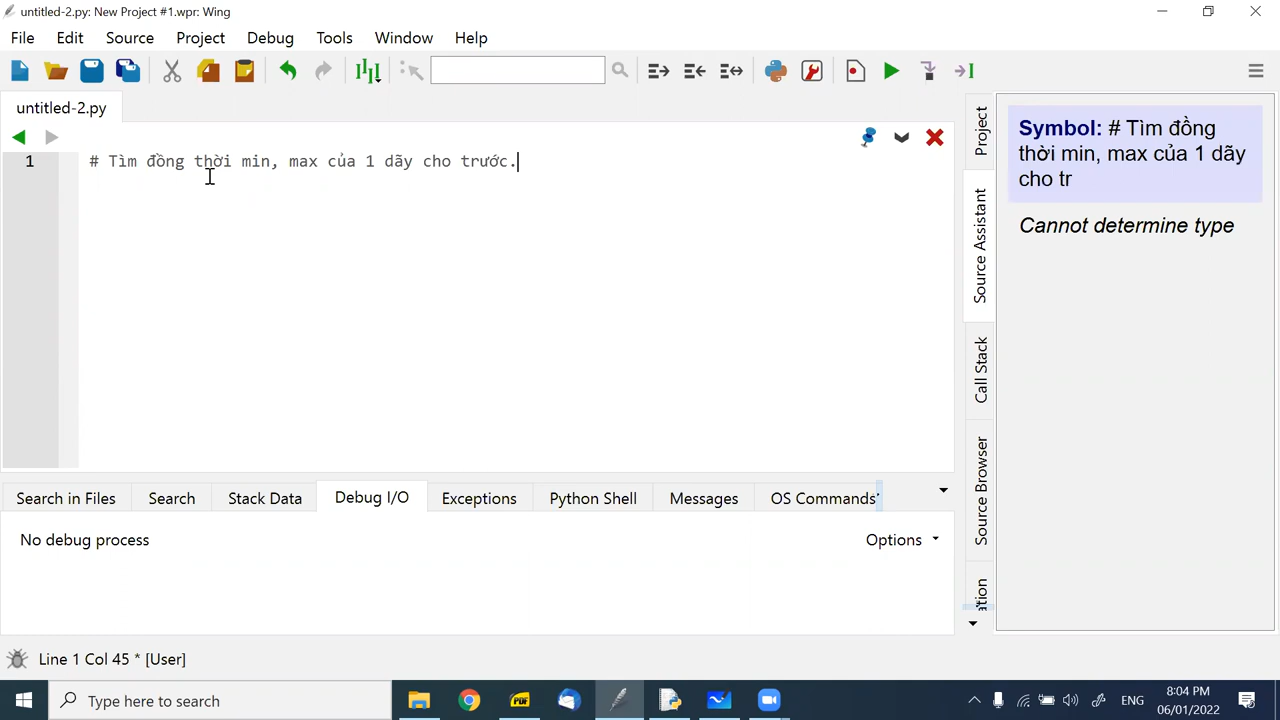 untitled-2.py: New Project #1.wpr: Wing
File Edit Source Project Debug Tools Window Help
untitled-2.py
1 # Tìm đồng thời min, max của 1 dãy cho trước.
Project
Source Assistant
Call Stack
Source Browser
Symbol: # Tìm đồng
thời min, max của 1 dãy
cho tr
Cannot determine type
Search in Files Search Stack Data Debug I/O Exceptions Python Shell Messages OS Commands
No debug process Options
Line 1 Col 45 * [User]
Type here to search
PDF
ENG
8:04 PM
06/01/2022